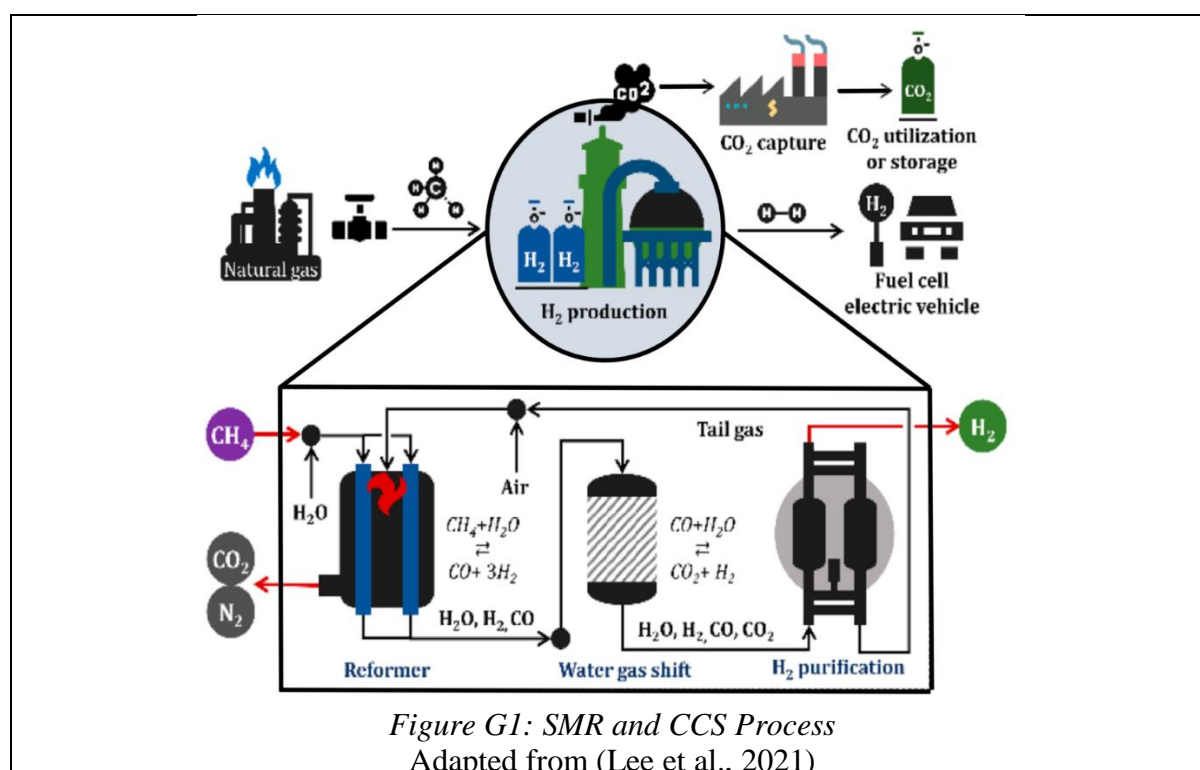 CO2
CO2
CO2 capture
CO2 utilization
or storage
H
C
H
H
H
Natural gas
H2
H2
H2 production
H-H
H2
Fuel cell
electric vehicle
CH4
H2O
Air
Tail gas
H2
CH4+H2O
⇄
CO+ 3H2
CO+H2O
⇄
CO2+ H2
CO2
N2
H2O, H2, CO
H2O, H2, CO, CO2
Reformer
Water gas shift
H2 purification
Figure G1: SMR and CCS Process
Adapted from (Lee et al., 2021)